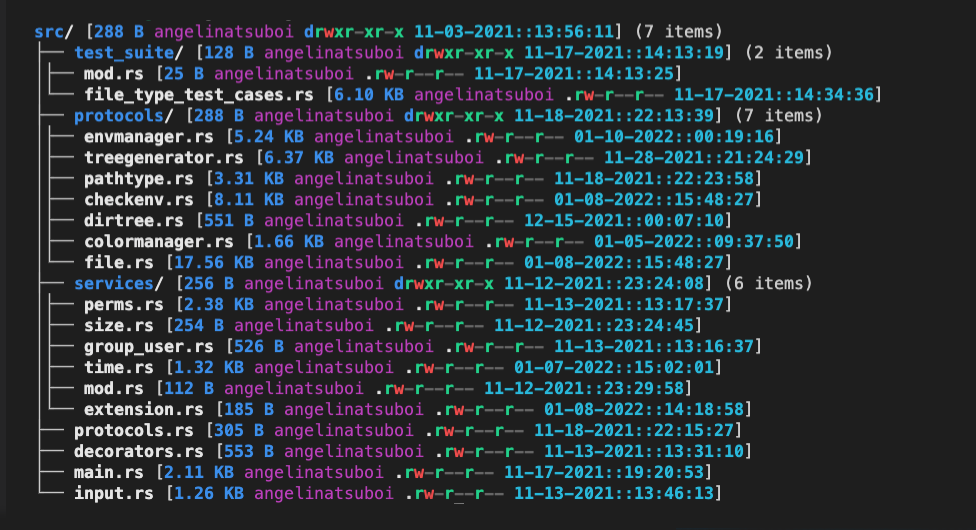 src/ [288 B angelinatsuboi drwxr-xr-x 11-03-2021::13:56:11] (7 items)
├── test_suite/ [128 B angelinatsuboi drwxr-xr-x 11-17-2021::14:13:19] (2 items)
│├── mod.rs [25 B angelinatsuboi .rw-r--r-- 11-17-2021::14:13:25]
│└── file_type_test_cases.rs [6.10 KB angelinatsuboi .rw-r--r-- 11-17-2021::14:34:36]
├── protocols/ [288 B angelinatsuboi drwxr-xr-x 11-18-2021::22:13:39] (7 items)
│├── envmanager.rs [5.24 KB angelinatsuboi .rw-r--r-- 01-10-2022::00:19:16]
│├── treegenerator.rs [6.37 KB angelinatsuboi .rw-r--r-- 11-28-2021::21:24:29]
│├── pathtype.rs [3.31 KB angelinatsuboi .rw-r--r-- 11-18-2021::22:23:58]
│├── checkenv.rs [8.11 KB angelinatsuboi .rw-r--r-- 01-08-2022::15:48:27]
│├── dirtree.rs [551 B angelinatsuboi .rw-r--r-- 12-15-2021::00:07:10]
│├── colormanager.rs [1.66 KB angelinatsuboi .rw-r--r-- 01-05-2022::09:37:50]
│└── file.rs [17.56 KB angelinatsuboi .rw-r--r-- 01-08-2022::15:48:27]
├── services/ [256 B angelinatsuboi drwxr-xr-x 11-12-2021::23:24:08] (6 items)
│├── perms.rs [2.38 KB angelinatsuboi .rw-r--r-- 11-13-2021::13:17:37]
│├── size.rs [254 B angelinatsuboi .rw-r--r-- 11-12-2021::23:24:45]
│├── group_user.rs [526 B angelinatsuboi .rw-r--r-- 11-13-2021::13:16:37]
│├── time.rs [1.32 KB angelinatsuboi .rw-r--r-- 01-07-2022::15:02:01]
│├── mod.rs [112 B angelinatsuboi .rw-r--r-- 11-12-2021::23:29:58]
│└── extension.rs [185 B angelinatsuboi .rw-r--r-- 01-08-2022::14:18:58]
├── protocols.rs [305 B angelinatsuboi .rw-r--r-- 11-18-2021::22:15:27]
├── decorators.rs [553 B angelinatsuboi .rw-r--r-- 11-13-2021::13:31:10]
├── main.rs [2.11 KB angelinatsuboi .rw-r--r-- 11-17-2021::19:20:53]
└── input.rs [1.26 KB angelinatsuboi .rw-r--r-- 11-13-2021::13:46:13]